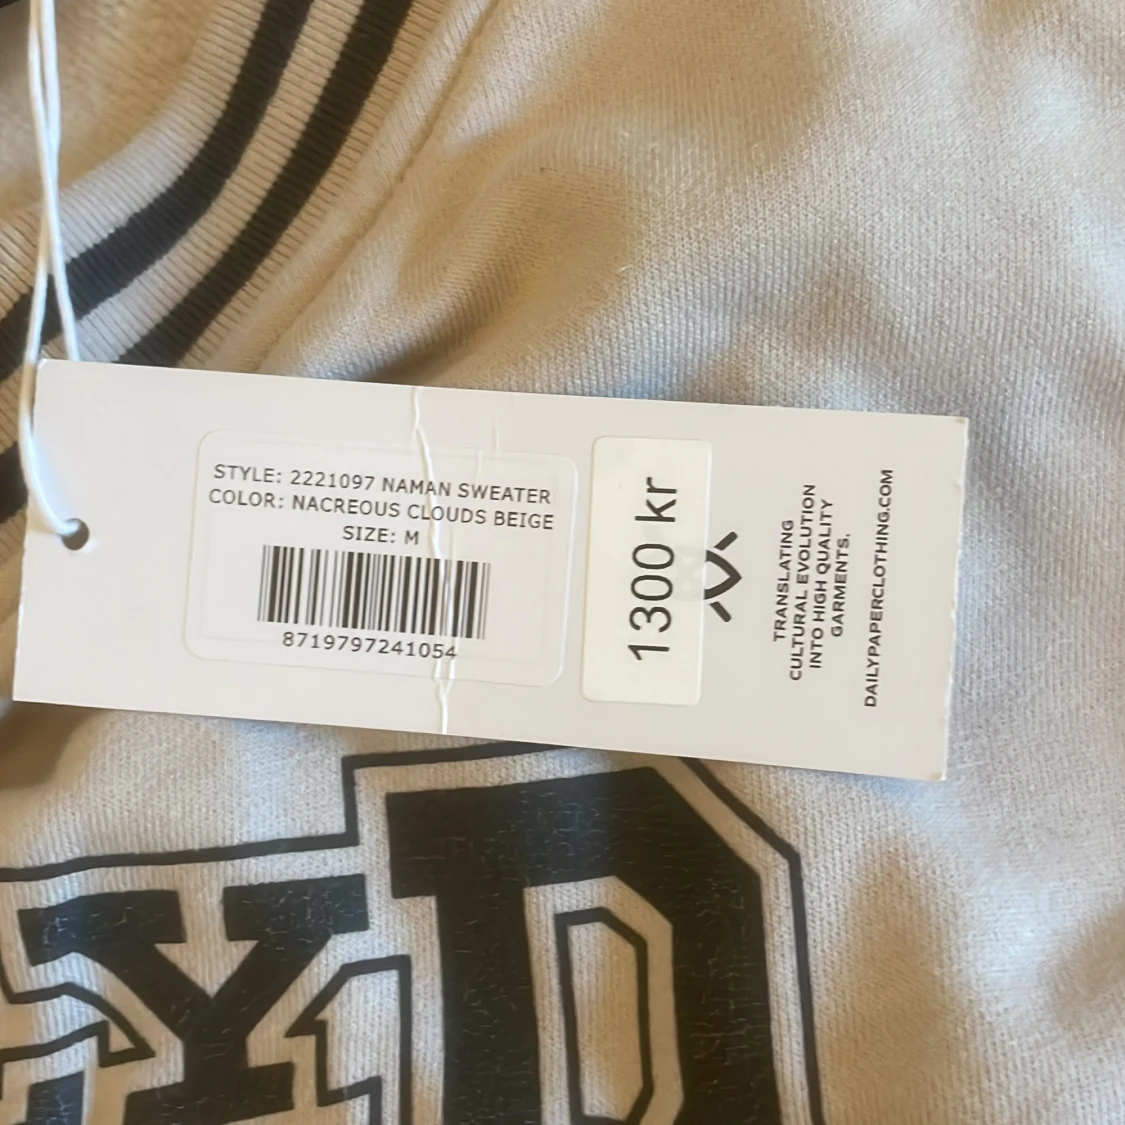 STYLE: 2221097 NAMAN SWEATER
COLOR: NACREOUS CLOUDS BEIGE
SIZE: M
8719797241054
1300 kr
TRANSLATING
CULTURAL EVOLUTION
INTO HIGH QUALITY
GARMENTS.
DAILYPAPERCLOTHING.COM
Y D